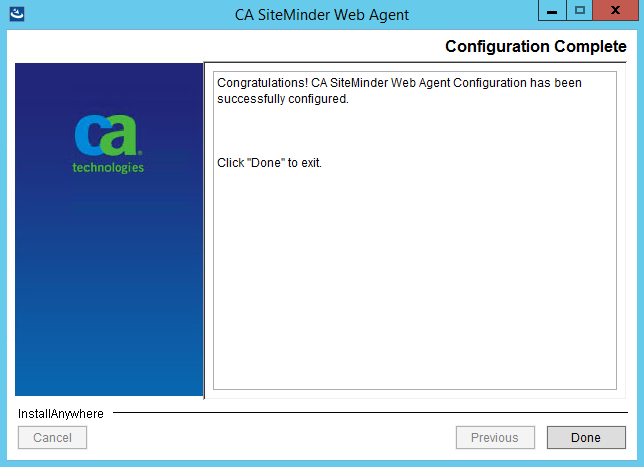 CA SiteMinder Web Agent
Configuration Complete
ca
technologies
Congratulations! CA SiteMinder Web Agent Configuration has been
successfully configured.
Click "Done" to exit.
InstallAnywhere
Cancel
Previous
Done